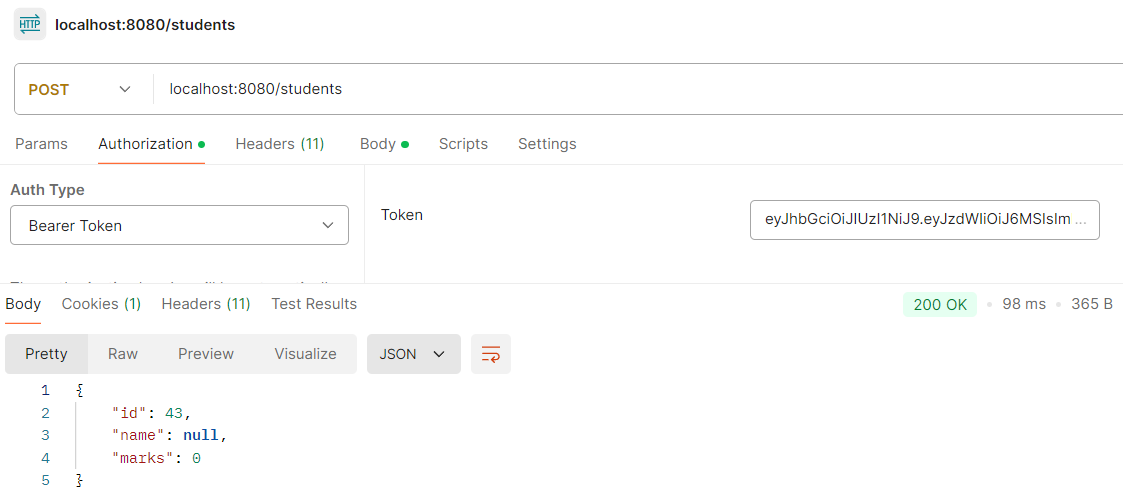 HTTP localhost:8080/students
POST localhost:8080/students
Params Authorization Headers (11) Body Scripts Settings
Auth Type
Bearer Token
Token
eyJhbGciOiJIUzI1NiJ9.eyJzdWIiOiJ6MSIsIm ...
Body Cookies (1) Headers (11) Test Results
200 OK 98 ms 365 B
Pretty Raw Preview Visualize JSON
1 {
2 "id": 43,
3 "name": null,
4 "marks": 0
5 }